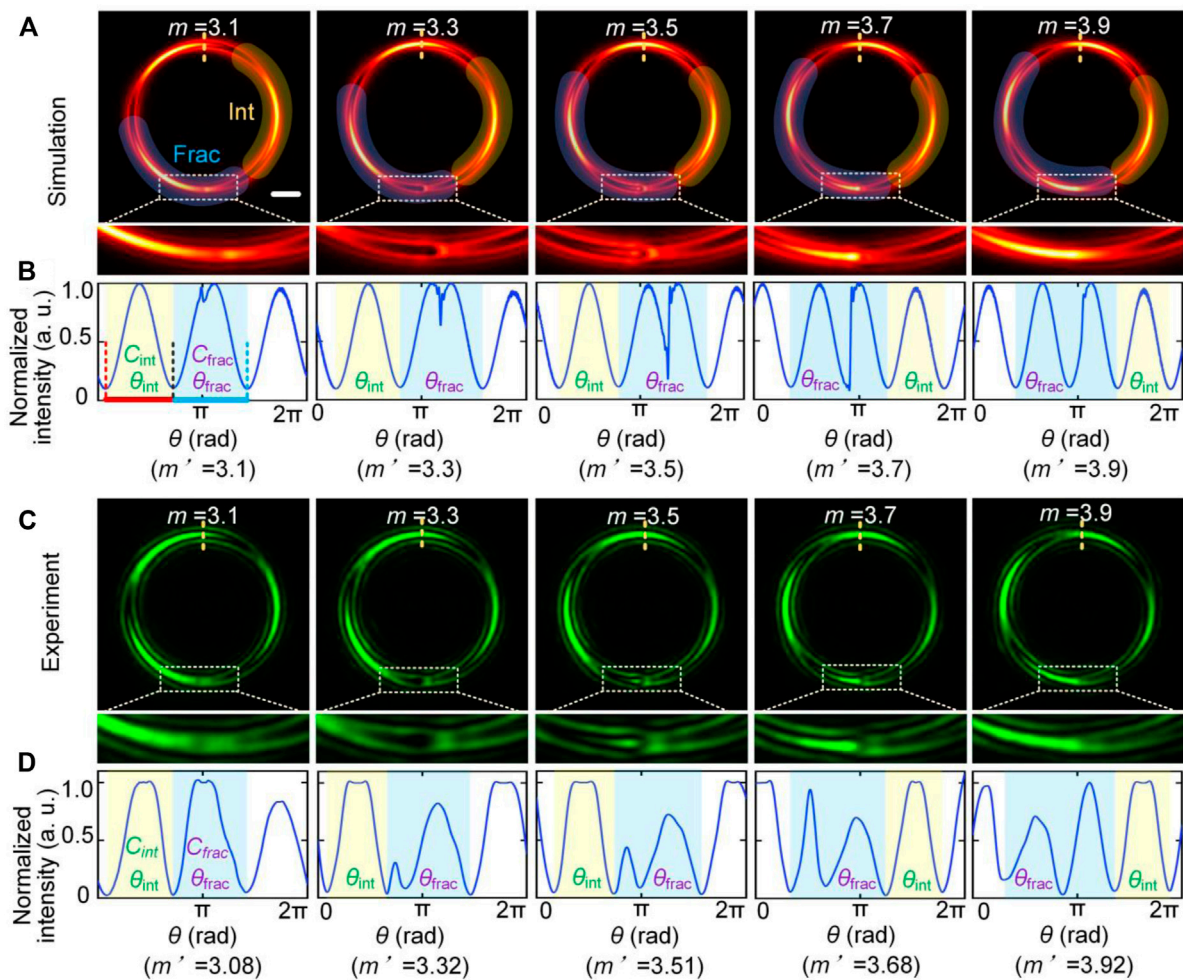 A
Simulation
m =3.1
m =3.3
m =3.5
m =3.7
m =3.9
Int
Frac
B
Normalized
intensity (a. u.)
1.0
0.5
0
C_int
θ_int
C_frac
θ_frac
θ_int
θ_frac
θ_int
θ_frac
θ_frac
θ_int
θ_frac
θ_int
π
2π
0
π
2π
0
π
2π
0
π
2π
0
π
2π
θ (rad)
θ (rad)
θ (rad)
θ (rad)
θ (rad)
(m’=3.1)
(m’=3.3)
(m’=3.5)
(m’=3.7)
(m’=3.9)
C
Experiment
m =3.1
m =3.3
m =3.5
m =3.7
m =3.9
D
Normalized
intensity (a. u.)
1.0
0.5
0
C_int
θ_int
C_frac
θ_frac
θ_int
θ_frac
θ_int
θ_frac
θ_frac
θ_int
θ_frac
θ_int
π
2π
0
π
2π
0
π
2π
0
π
2π
0
π
2π
θ (rad)
θ (rad)
θ (rad)
θ (rad)
θ (rad)
(m’=3.08)
(m’=3.32)
(m’=3.51)
(m’=3.68)
(m’=3.92)